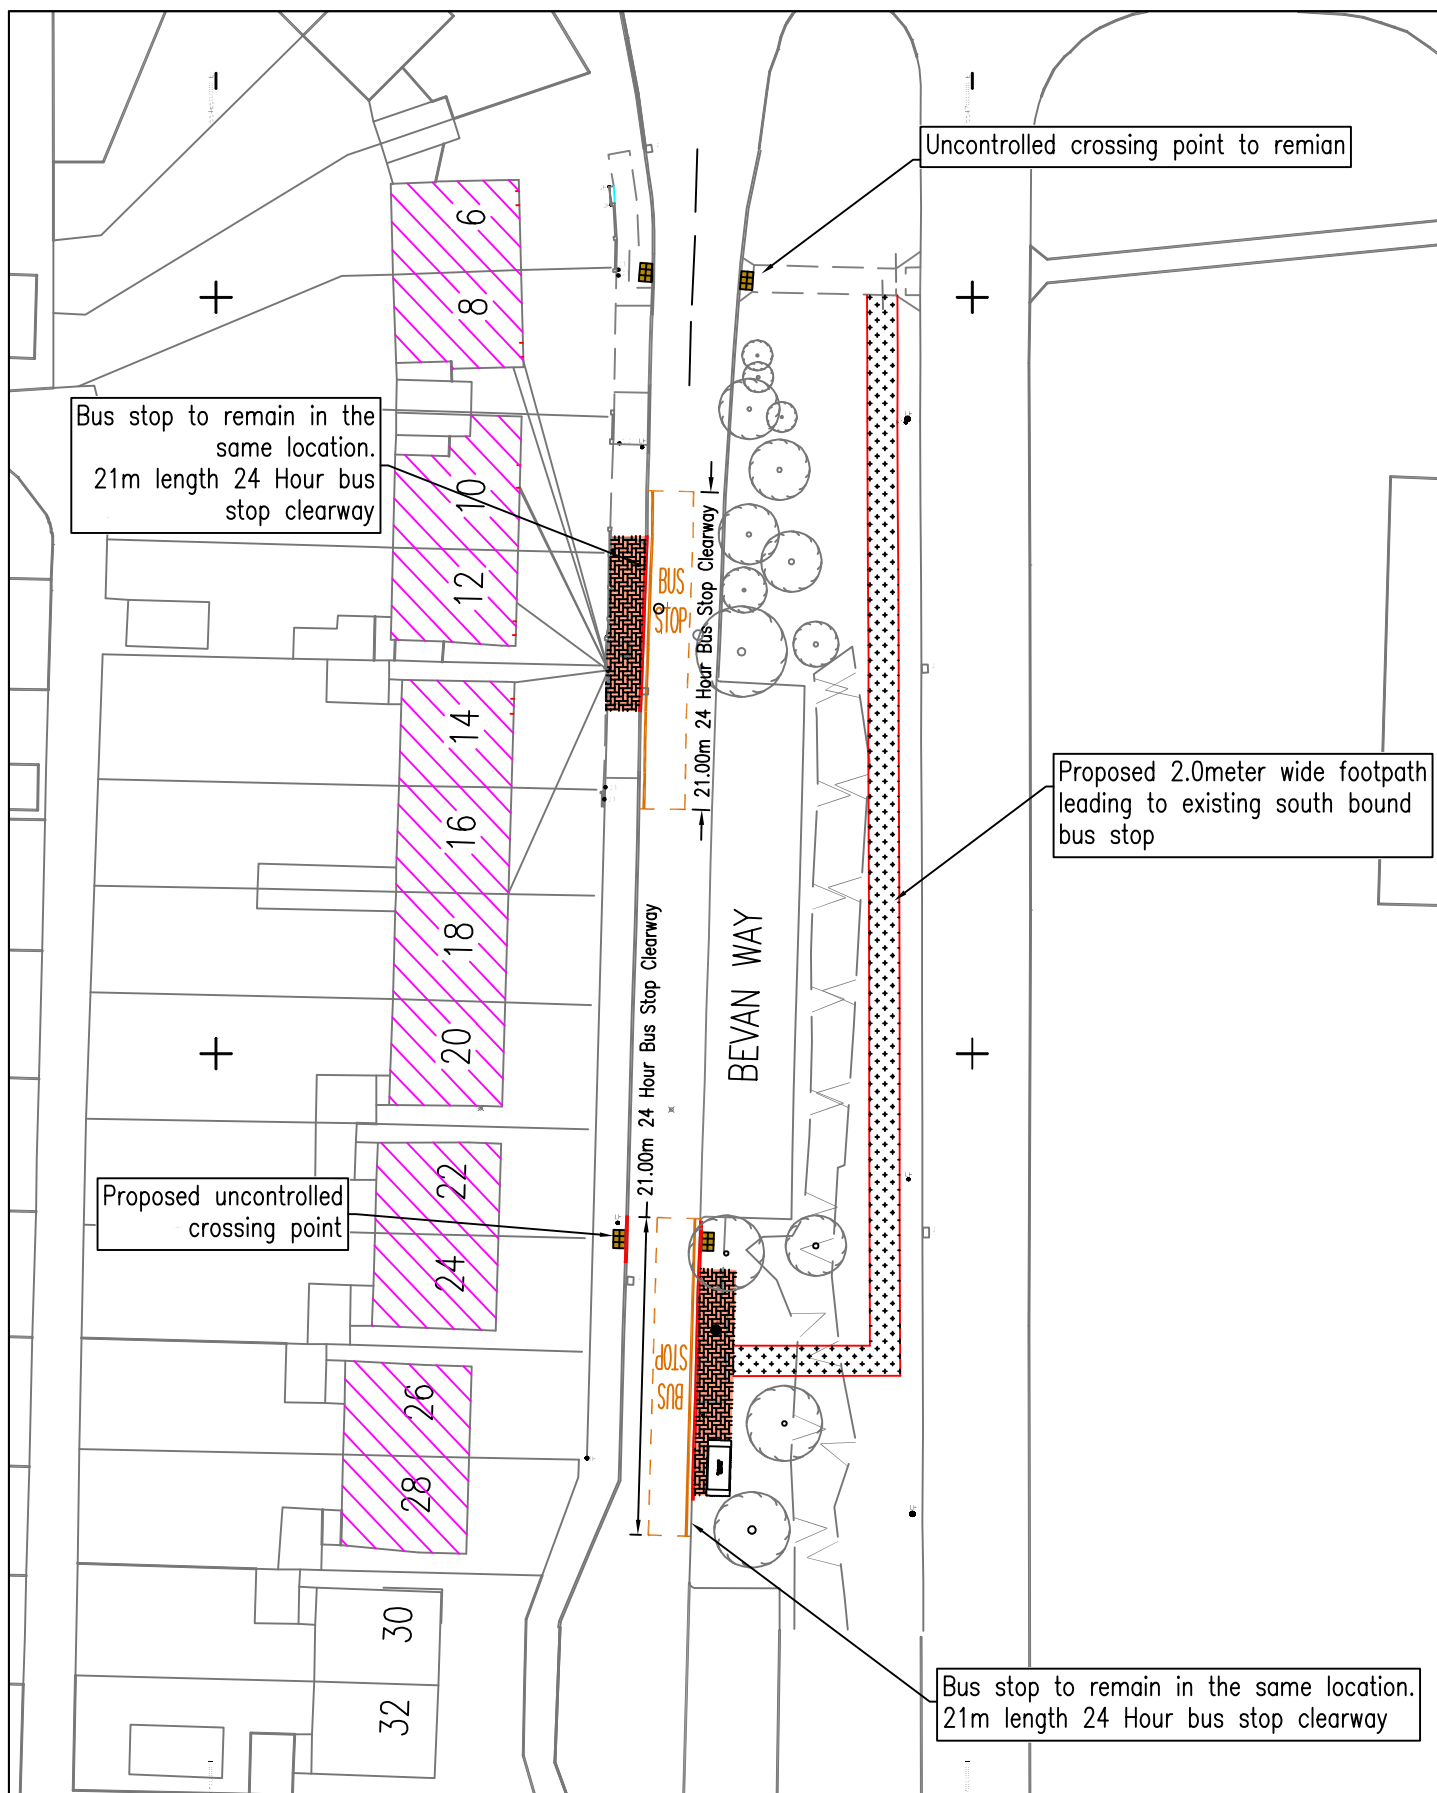 Uncontrolled crossing point to remian
6
8
Bus stop to remain in the
same location.
21m length 24 Hour bus
stop clearway
10
12
BUS
STOP
21.00m 24 Hour Bus Stop Clearway
14
16
18
20
Proposed 2.0meter wide footpath
leading to existing south bound
bus stop
BEVAN WAY
21.00m 24 Hour Bus Stop Clearway
Proposed uncontrolled
crossing point
22
24
BUS
STOP
26
28
30
32
Bus stop to remain in the same location.
21m length 24 Hour bus stop clearway